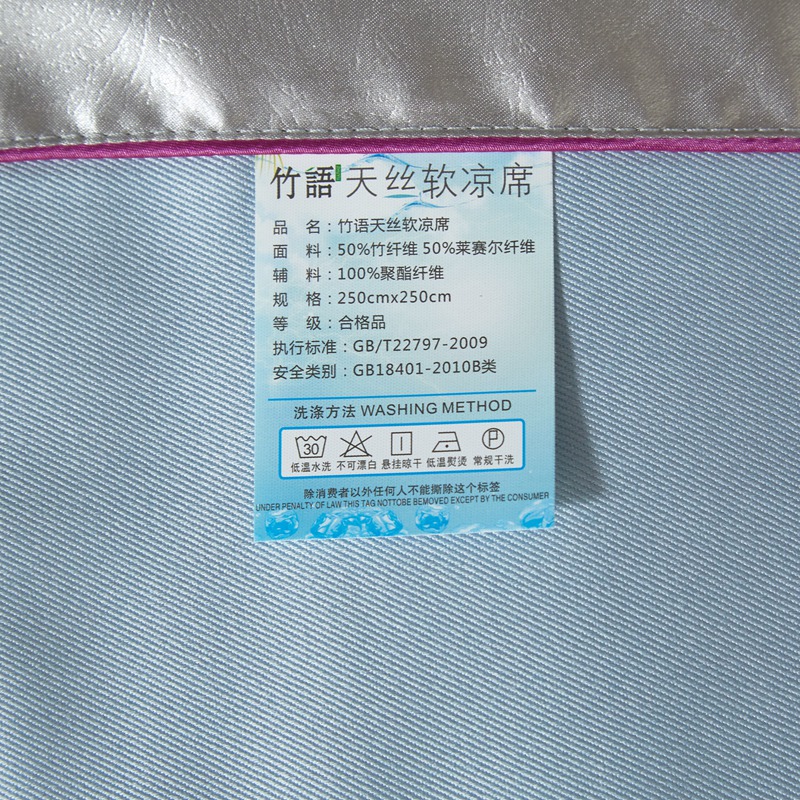 竹語 天丝软凉席
品 名：竹语天丝软凉席
面 料：50%竹纤维 50%莱赛尔纤维
辅 料：100%聚酯纤维
规 格：250cmx250cm
等 级：合格品
执行标准：GB/T22797-2009
安全类别：GB18401-2010B类
洗涤方法 WASHING METHOD
30 P
低温水洗 不可漂白 悬挂晾干 低温熨烫 常规干洗
除消费者以外任何人不能撕除这个标签
UNDER PENALTY OF LAW THIS TAG NOTTOBE BEMOVED EXCEPT BY THE CONSUMER